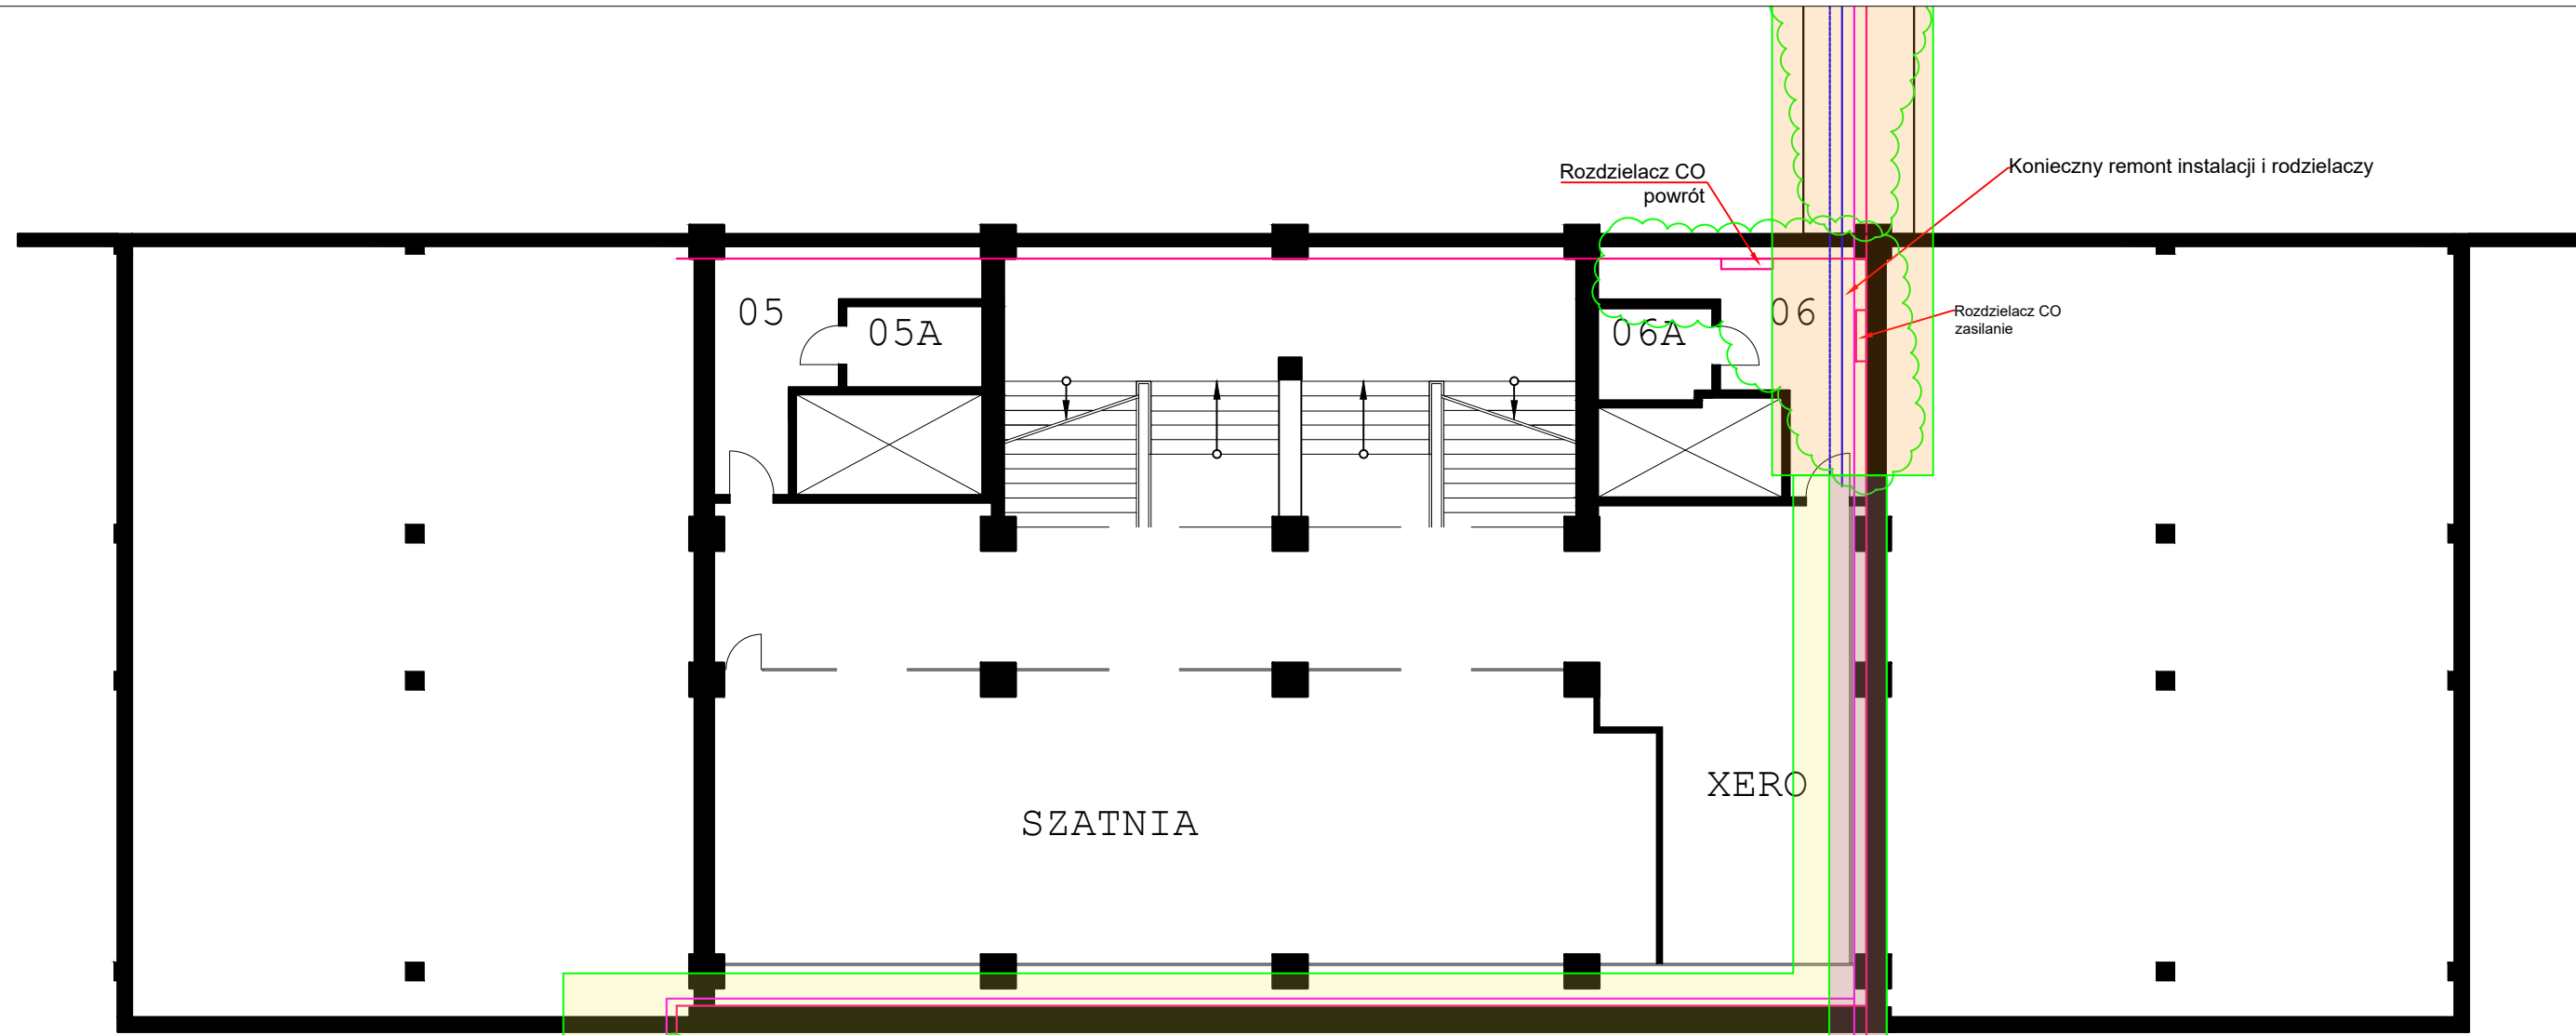 Rozdzielacz CO
powrót
Konieczny remont instalacji i rodzielaczy
05
05A
06A
06
Rozdzielacz CO
zasilanie
XERO
SZATNIA